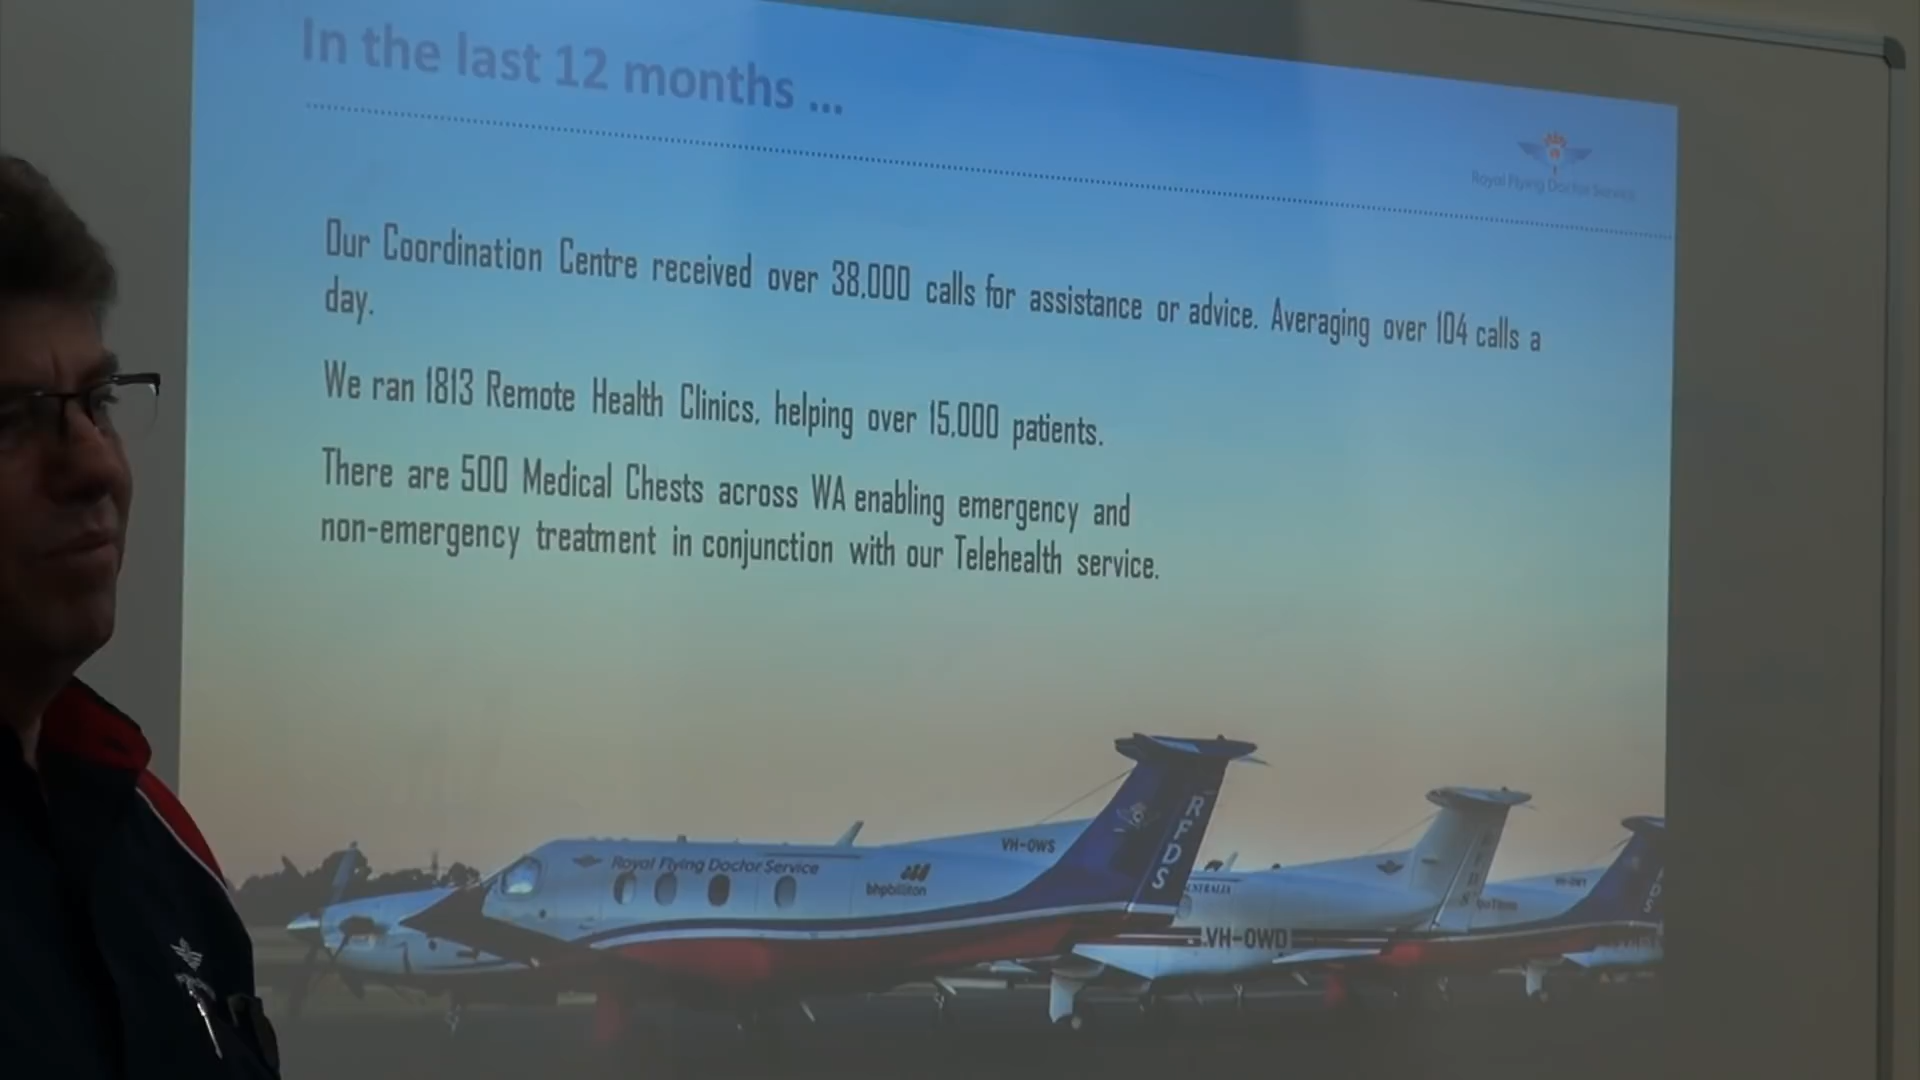 In the last 12 months ...
Royal Flying Doctor Service
Our Coordination Centre received over 38,000 calls for assistance or advice. Averaging over 104 calls a
day.
We ran 1813 Remote Health Clinics, helping over 15,000 patients.
There are 500 Medical Chests across WA enabling emergency and
non-emergency treatment in conjunction with our Telehealth service.
VH-OWS
Royal Flying Doctor Service
bhpbilliton
RFDS
VH-OWD